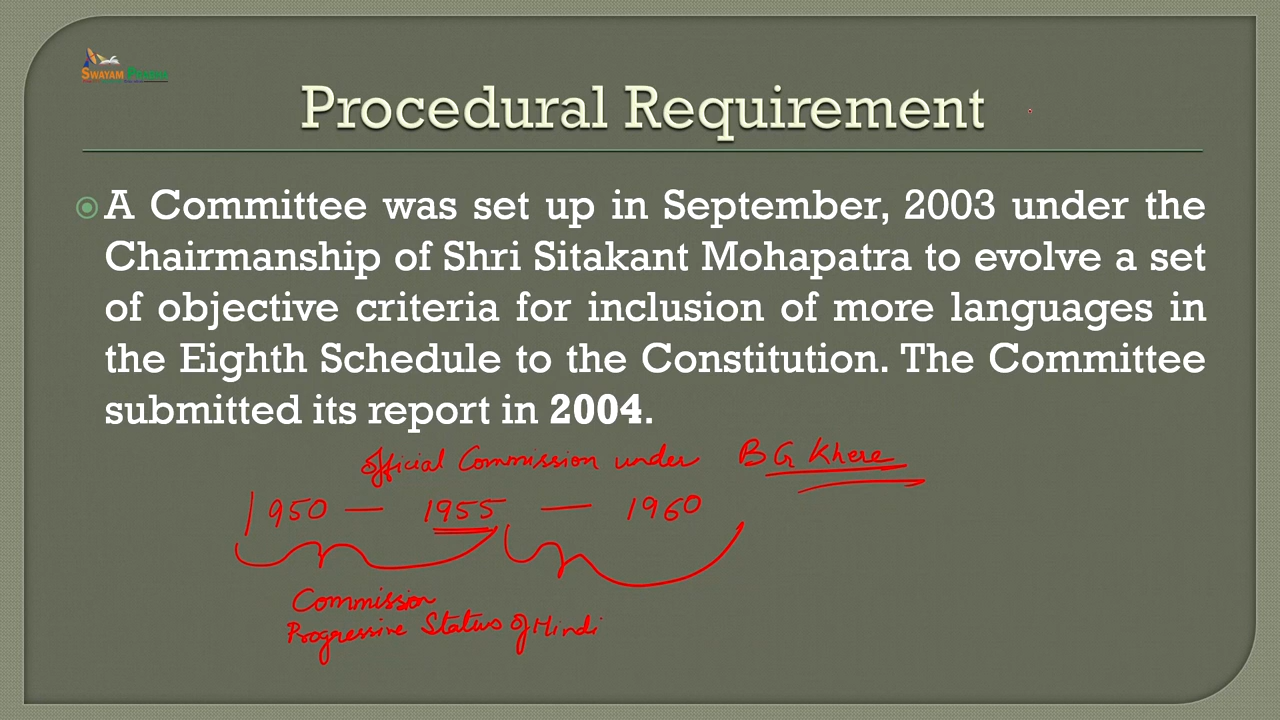 SWAYAM PRABHA
Procedural Requirement
A Committee was set up in September, 2003 under the
Chairmanship of Shri Sitakant Mohapatra to evolve a set
of objective criteria for inclusion of more languages in
the Eighth Schedule to the Constitution. The Committee
submitted its report in 2004.
official Commission under B G Khere
1950 — 1955 — 1960
Commission
Progressive Status of Hindi